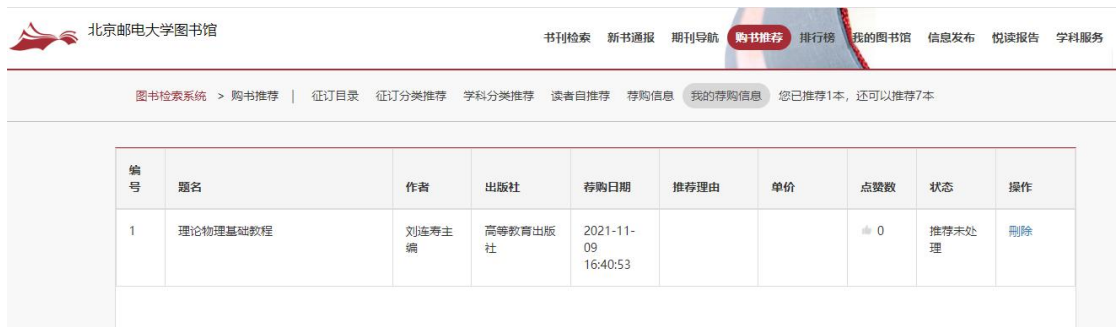 北京邮电大学图书馆
书刊检索 新书通报 期刊导航 购书推荐 排行榜 我的图书馆 信息发布 悦读报告 学科服务
图书检索系统 > 购书推荐 | 征订目录 征订分类推荐 学科分类推荐 读者自推荐 荐购信息 我的荐购信息 您已推荐1本，还可以推荐7本
编号 题名 作者 出版社 荐购日期 推荐理由 单价 点赞数 状态 操作
1 理论物理基础教程 刘连寿主 高等教育出版 2021-11- 0 推荐未处 刪除
编 社 09 理
16:40:53